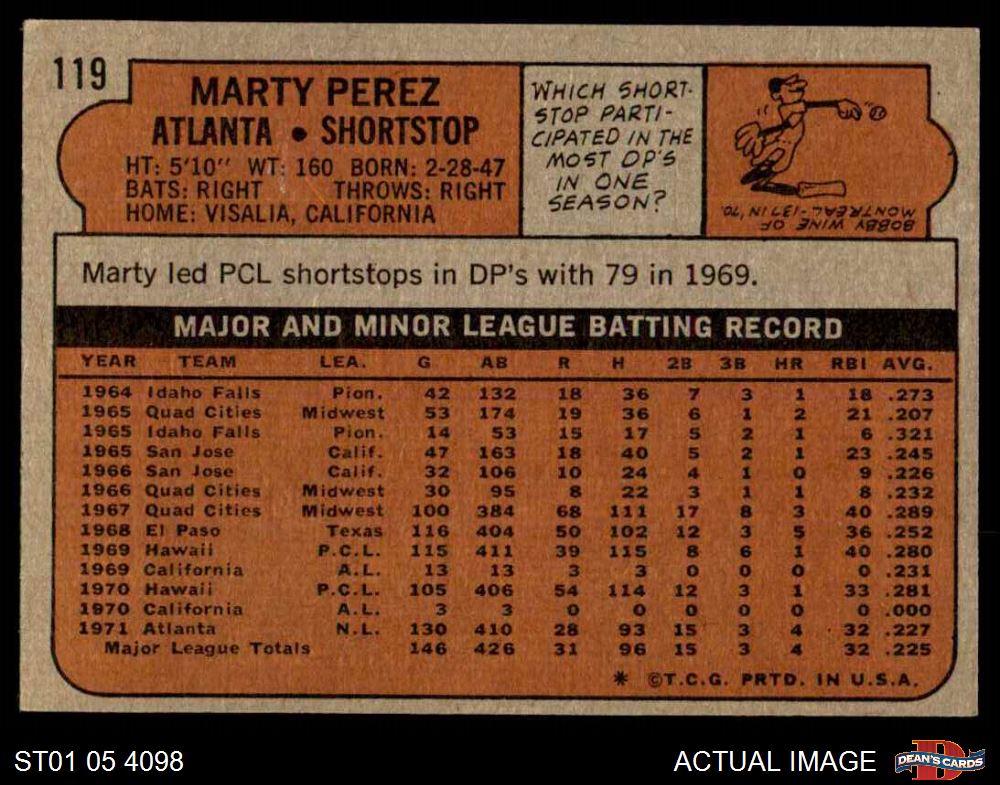 119
MARTY PEREZ
ATLANTA • SHORTSTOP
HT: 5'10" WT: 160 BORN: 2-28-47
BATS: RIGHT THROWS: RIGHT
HOME: VISALIA, CALIFORNIA
WHICH SHORT-
STOP PARTI-
CIPATED IN THE
MOST DP'S
IN ONE
SEASON?
BOBBY WINE OF
MONTREAL-137 IN '70.
Marty led PCL shortstops in DP's with 79 in 1969.
MAJOR AND MINOR LEAGUE BATTING RECORD
YEAR TEAM LEA. G AB R H 2B 3B HR RBI AVG.
1964 Idaho Falls Pion. 42 132 18 36 7 3 1 18 .273
1965 Quad Cities Midwest 53 174 19 36 6 1 2 21 .207
1965 Idaho Falls Pion. 14 53 15 17 5 2 1 6 .321
1965 San Jose Calif. 47 163 18 40 5 2 1 23 .245
1966 San Jose Calif. 32 106 10 24 4 1 0 9 .226
1966 Quad Cities Midwest 30 95 8 22 3 1 1 8 .232
1967 Quad Cities Midwest 100 384 68 111 17 8 3 40 .289
1968 El Paso Texas 116 404 50 102 12 3 5 36 .252
1969 Hawaii P.C.L. 115 411 39 115 8 6 1 40 .280
1969 California A.L. 13 13 3 3 0 0 0 0 .231
1970 Hawaii P.C.L. 105 406 54 114 12 3 1 33 .281
1970 California A.L. 3 3 0 0 0 0 0 0 .000
1971 Atlanta N.L. 130 410 28 93 15 3 4 32 .227
Major League Totals 146 426 31 96 15 3 4 32 .225
* ©T.C.G. PRTD. IN U.S.A.
ST01 05 4098
ACTUAL IMAGE
DEAN'S CARDS